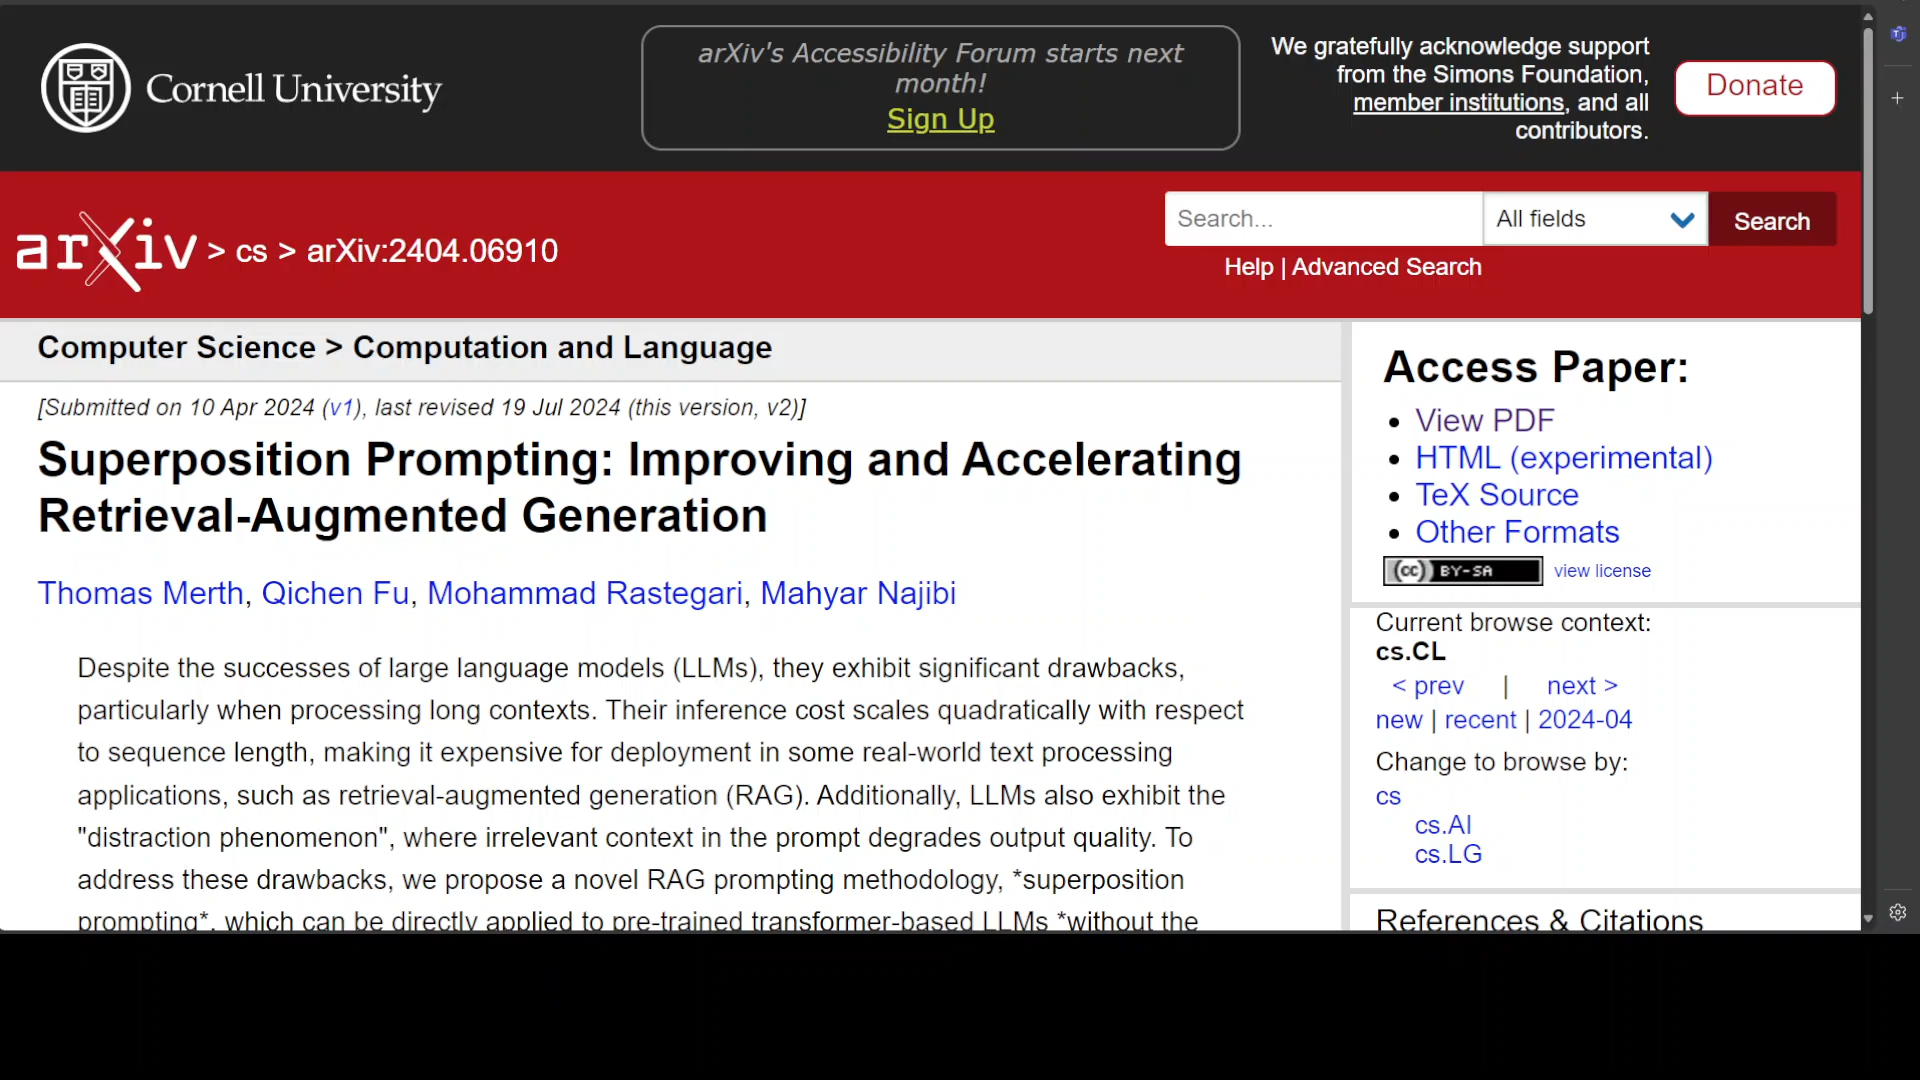 Cornell University
arXiv's Accessibility Forum starts next
month!
Sign Up
We gratefully acknowledge support
from the Simons Foundation,
member institutions, and all
contributors.
Donate
arXiv > cs > arXiv:2404.06910
Search...
All fields
Search
Help | Advanced Search
Computer Science > Computation and Language
[Submitted on 10 Apr 2024 (v1), last revised 19 Jul 2024 (this version, v2)]
Superposition Prompting: Improving and Accelerating
Retrieval-Augmented Generation
Thomas Merth, Qichen Fu, Mohammad Rastegari, Mahyar Najibi
Despite the successes of large language models (LLMs), they exhibit significant drawbacks,
particularly when processing long contexts. Their inference cost scales quadratically with respect
to sequence length, making it expensive for deployment in some real-world text processing
applications, such as retrieval-augmented generation (RAG). Additionally, LLMs also exhibit the
"distraction phenomenon", where irrelevant context in the prompt degrades output quality. To
address these drawbacks, we propose a novel RAG prompting methodology, *superposition
prompting*, which can be directly applied to pre-trained transformer-based LLMs *without the
Access Paper:
View PDF
HTML (experimental)
TeX Source
Other Formats
(cc) BY-SA
view license
Current browse context:
cs.CL
< prev | next >
new | recent | 2024-04
Change to browse by:
cs
cs.AI
cs.LG
References & Citations